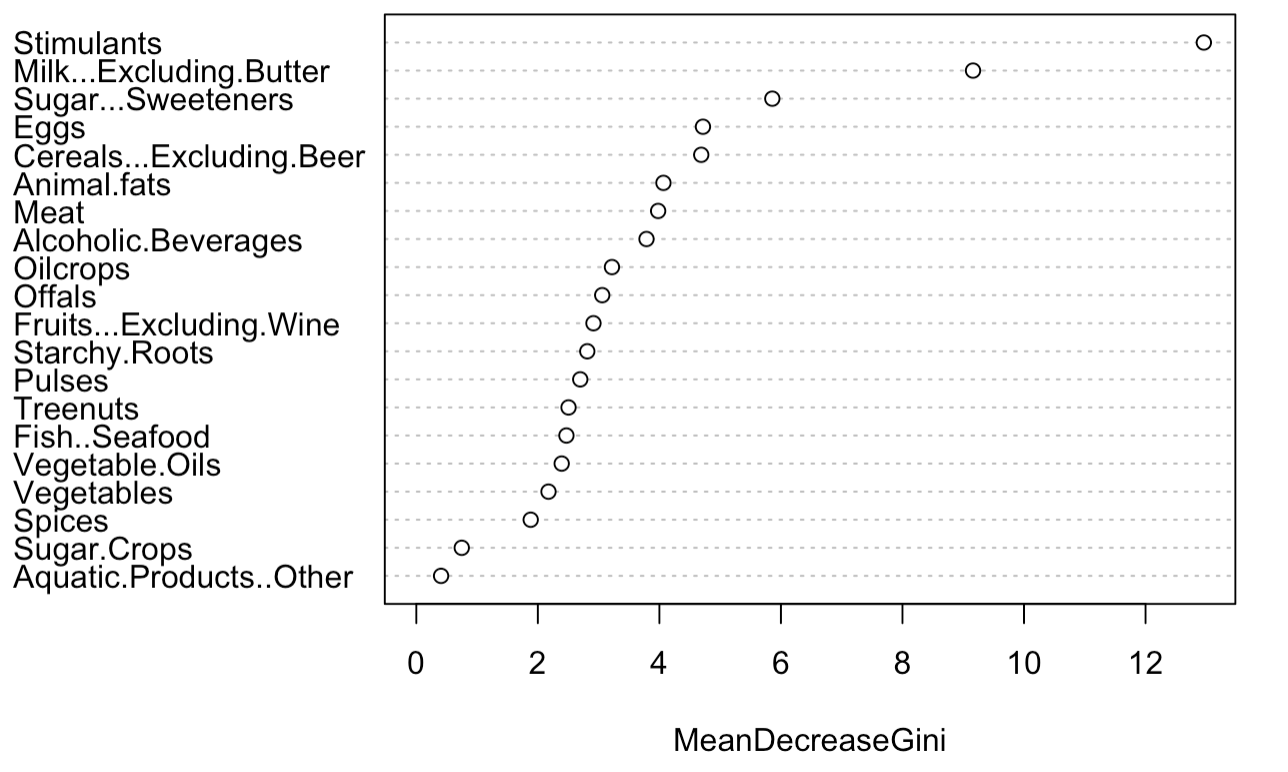 Stimulants
Milk...Excluding.Butter
Sugar...Sweeteners
Eggs
Cereals...Excluding.Beer
Animal.fats
Meat
Alcoholic.Beverages
Oilcrops
Offals
Fruits...Excluding.Wine
Starchy.Roots
Pulses
Treenuts
Fish..Seafood
Vegetable.Oils
Vegetables
Spices
Sugar.Crops
Aquatic.Products..Other
0 2 4 6 8 10 12
MeanDecreaseGini